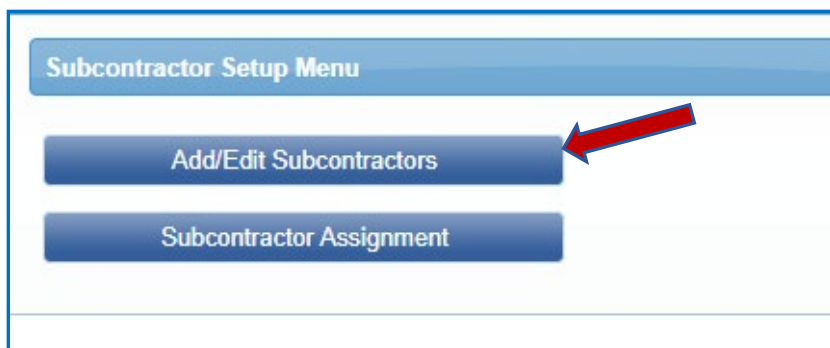 Subcontractor Setup Menu
Add/Edit Subcontractors
Subcontractor Assignment